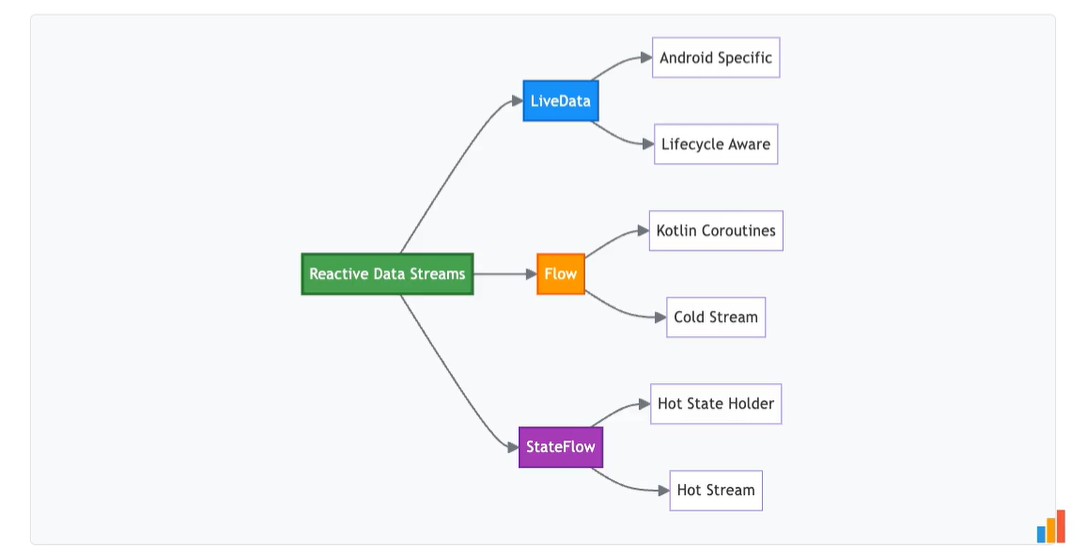 Reactive Data Streams
LiveData
Android Specific
Lifecycle Aware
Flow
Kotlin Coroutines
Cold Stream
StateFlow
Hot State Holder
Hot Stream